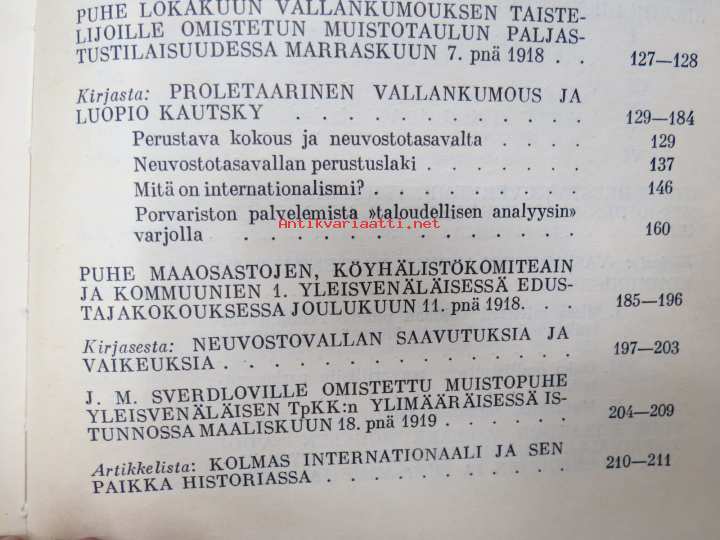 PUHE LOKAKUUN VALLANKUMOUKSEN TAISTE-
LIJOILLE OMISTETUN MUISTOTAULUN PALJAS-
TUSTILAISUUDESSA MARRASKUUN 7. pnä 1918 . . 127—128
Kirjasta: PROLETAARINEN VALLANKUMOUS JA
LUOPIO KAUTSKY . . . . . . . . . . . 129—184
Perustava kokous ja neuvostotasavalta . . . . 129
Neuvostotasavallan perustuslaki . . . . . . . 137
Mitä on internationalismi? . . . . . . . . 146
Porvariston palvelemista »taloudellisen analyysin»
varjolla . . . . . . . . . . . . . . 160
Antikvariaatti.net
PUHE MAAOSASTOJEN, KÖYHÄLISTÖKOMITEAIN
JA KOMMUUNIEN 1. YLEISVENÄLÄISESSÄ EDUS-
TAJAKOKOUKSESSA JOULUKUUN 11. pnä 1918. . . 185—196
Kirjasesta: NEUVOSTOVALLAN SAAVUTUKSIA JA
VAIKEUKSIA . . . . . . . . . . . . . 197—203
J. M. SVERDLOVILLE OMISTETTU MUISTOPUHE
YLEISVENÄLÄISEN TpKK:n YLIMÄÄRÄISESSÄ IS-
TUNNOSSA MAALISKUUN 18. pnä 1919 . . . . . 204—209
Artikkelista: KOLMAS INTERNATIONAALI JA SEN
PAIKKA HISTORIASSA . . . . . . . . . . 210—211